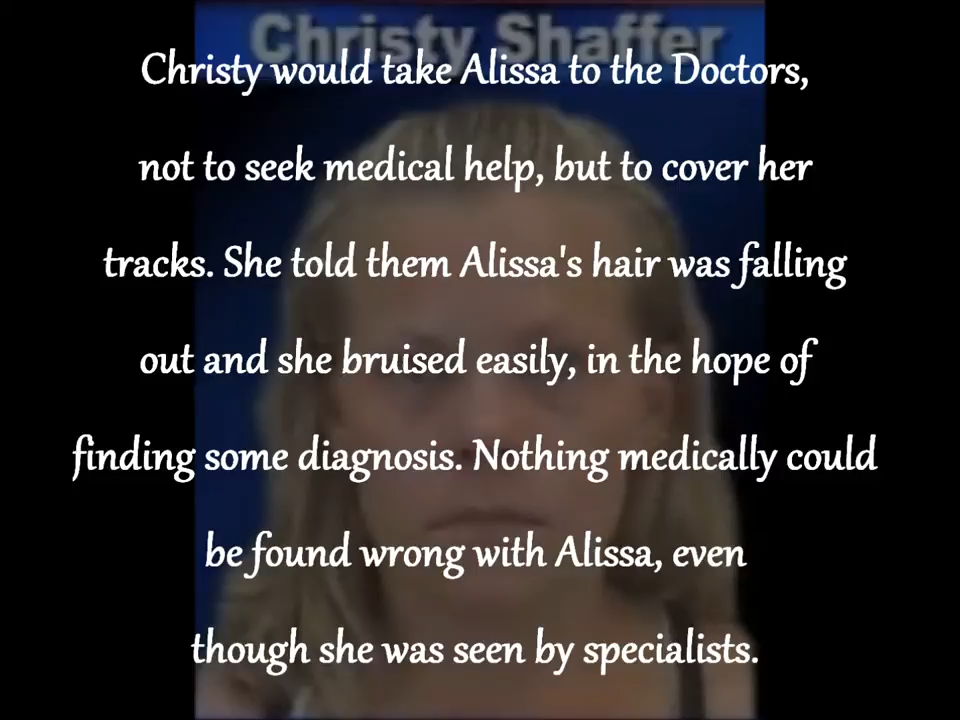 Christy Shaffer
Christy would take Alissa to the Doctors,
not to seek medical help, but to cover her
tracks. She told them Alissa's hair was falling
out and she bruised easily, in the hope of
finding some diagnosis. Nothing medically could
be found wrong with Alissa, even
though she was seen by specialists.